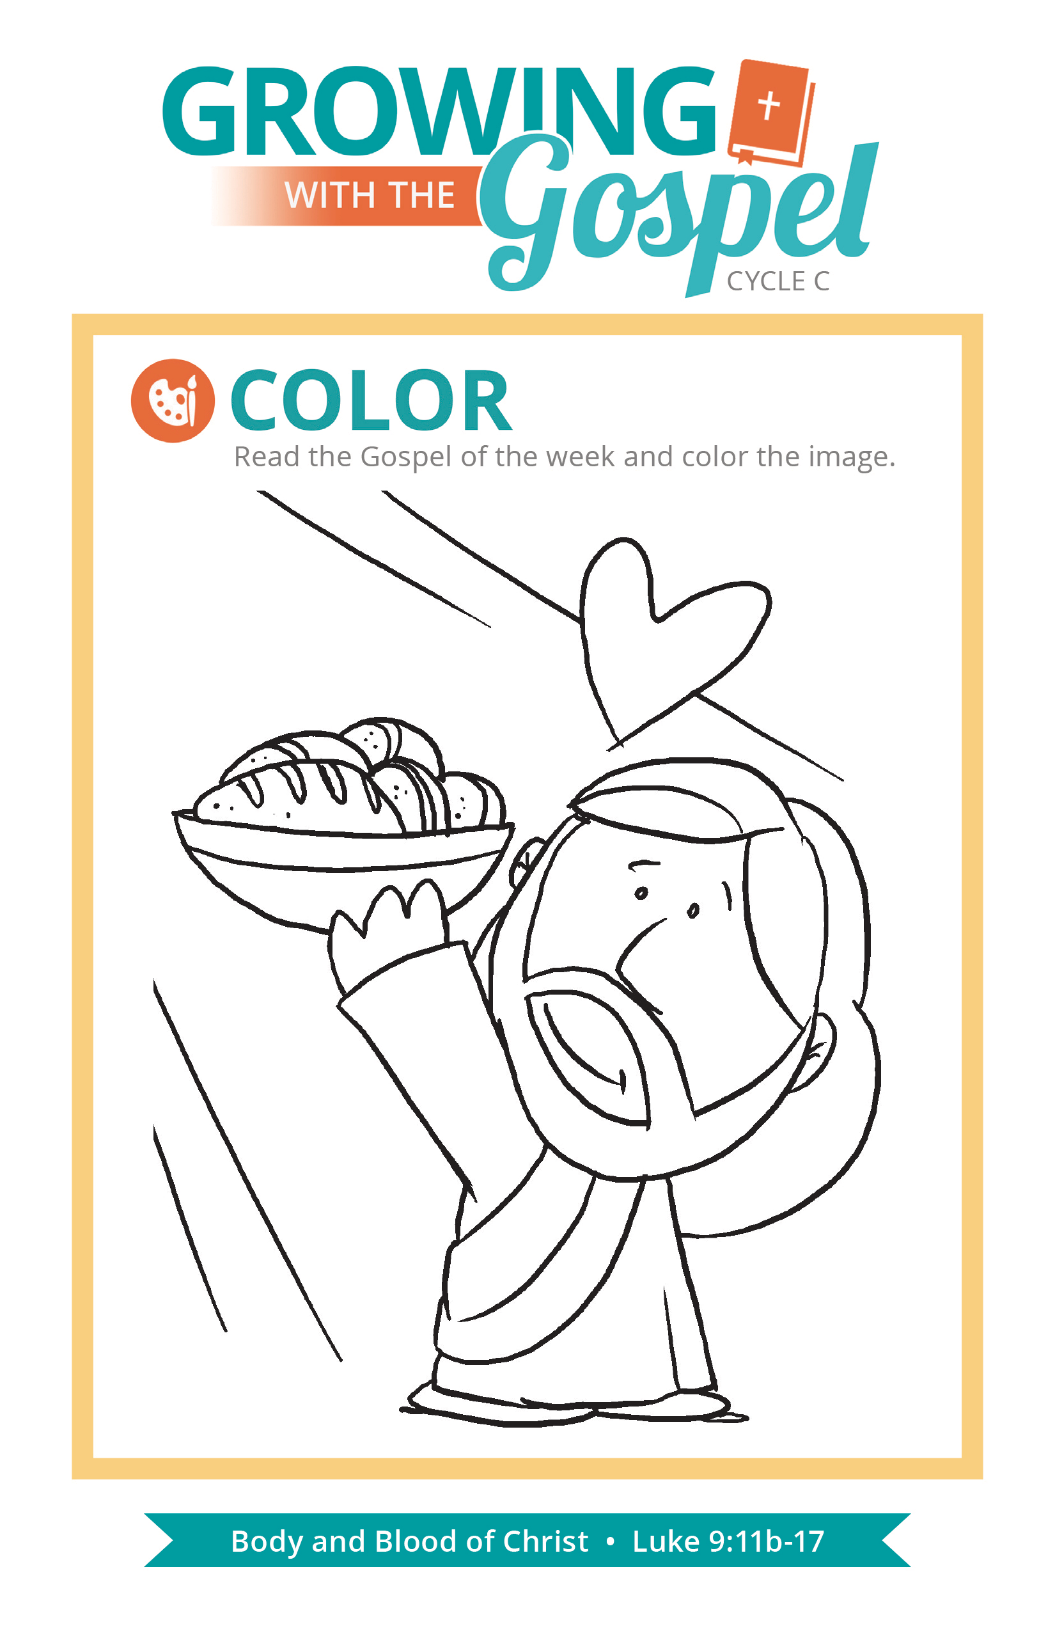 GROWING
WITH THE Gospel
CYCLE C
COLOR
Read the Gospel of the week and color the image.
Body and Blood of Christ • Luke 9:11b-17